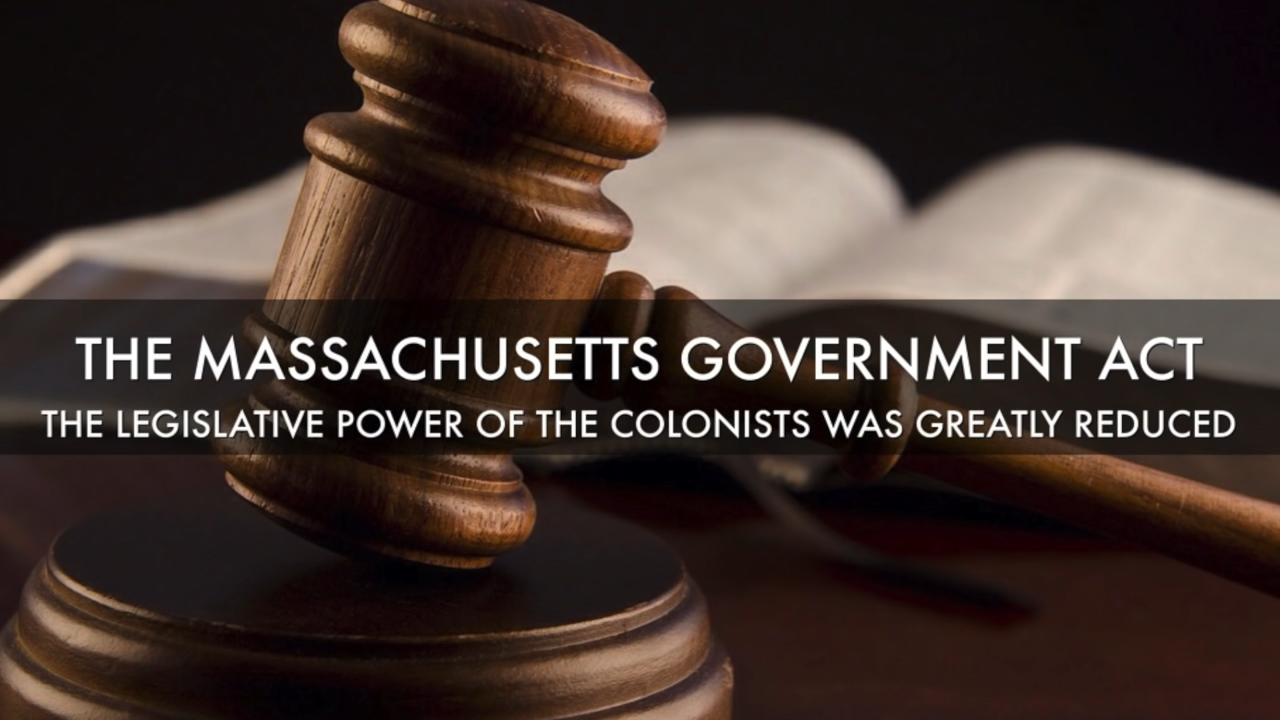 THE MASSACHUSETTS GOVERNMENT ACT
THE LEGISLATIVE POWER OF THE COLONISTS WAS GREATLY REDUCED